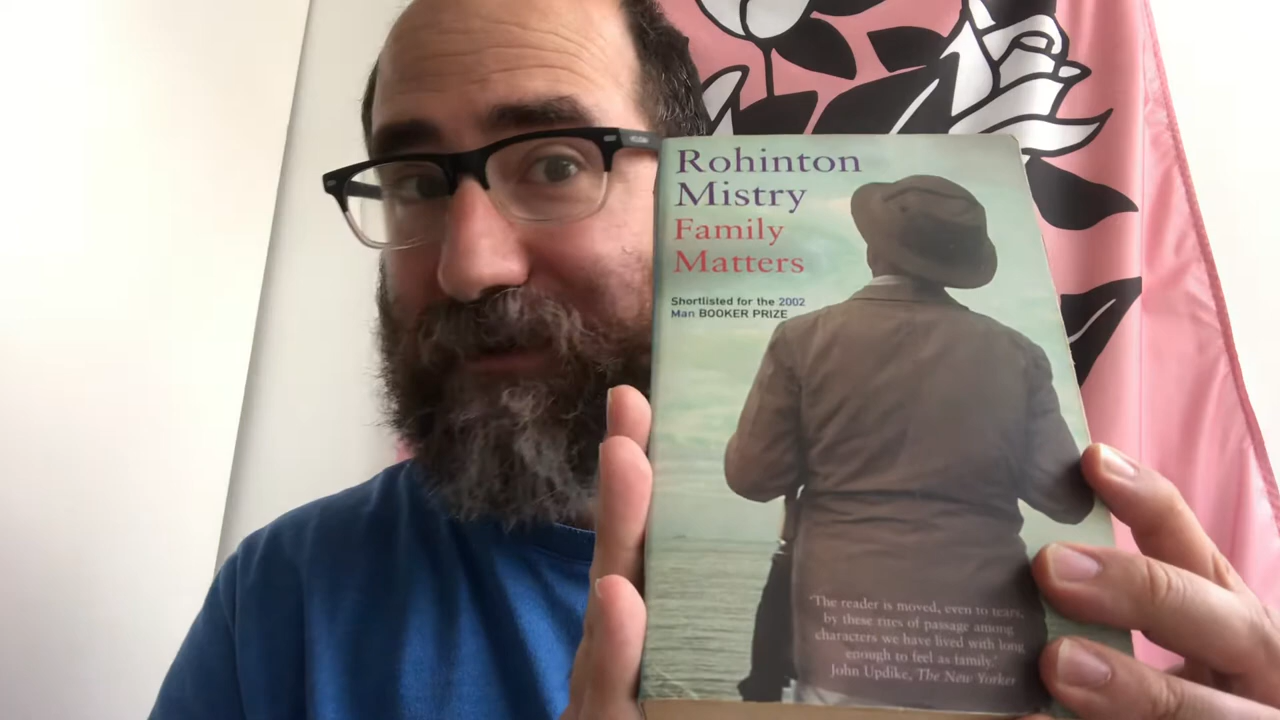 Rohinton
Mistry
Family
Matters
Shortlisted for the 2002
Man BOOKER PRIZE
'The reader is moved, even to tears,
by these rites of passage among
characters we have lived with long
enough to feel as family.'
John Updike, The New Yorker